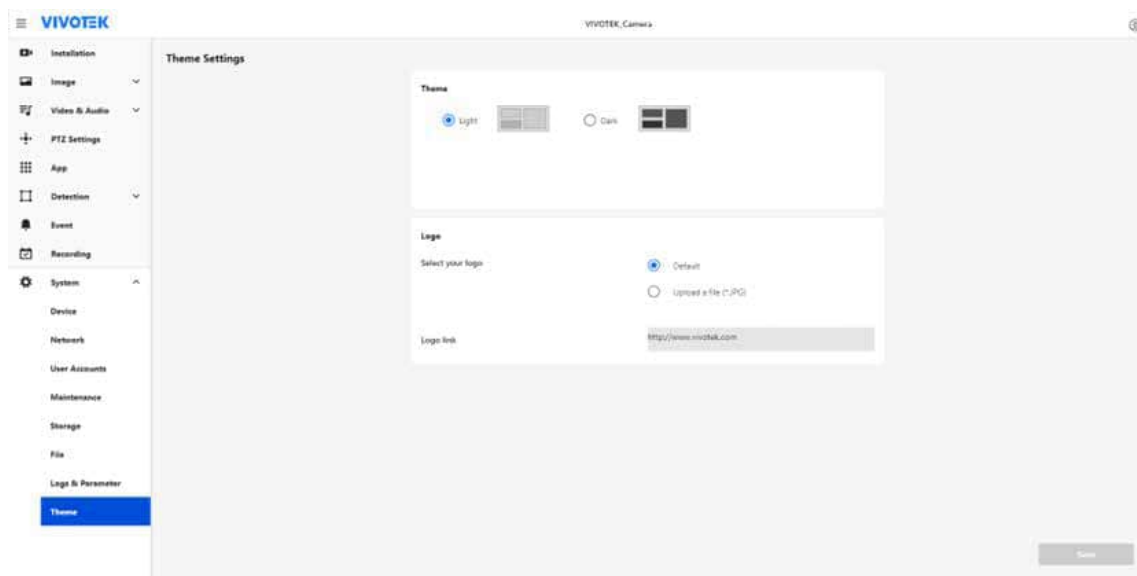 VIVOTEK
VIVOTEK_Camera
Installation
Image
Video & Audio
PTZ Settings
App
Detection
Event
Recording
System
Device
Network
User Accounts
Maintenance
Storage
File
Logs & Parameter
Theme
Theme Settings
Theme
Light
Dark
Logo
Select your logo
Default
Upload a file (*.JPG)
Logo link
http://www.vivotek.com
Save